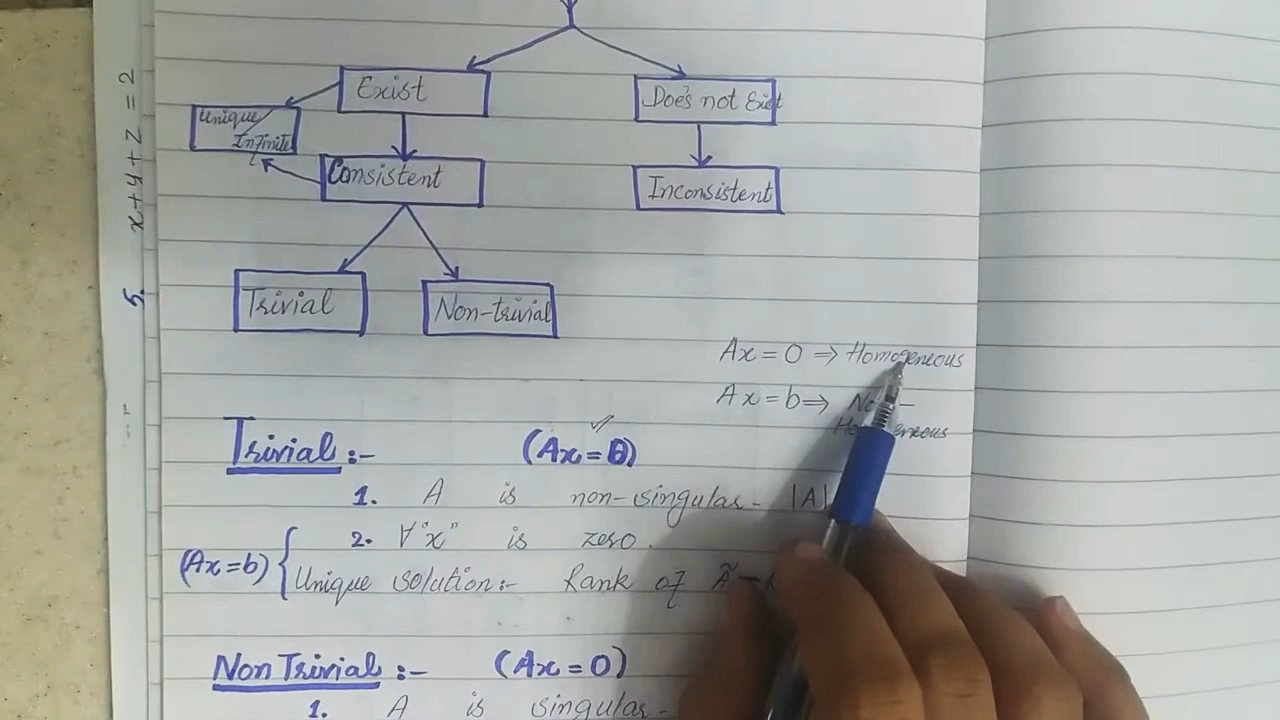 Exist
Does not Exist
Unique
Infinite
Consistent
Inconsistent
Trivial
Non-trivial
Ax = 0 ⇒ Homogeneous
Ax = b ⇒
Trivial :- (Ax = 0)
1. A is non-singular- |A|
2. ∀ "x" is zero.
(Ax=b) { Unique solution:- Rank of Ã
Non Trivial :- (Ax = 0)
1. A is singular-
5. x+y+z = 2